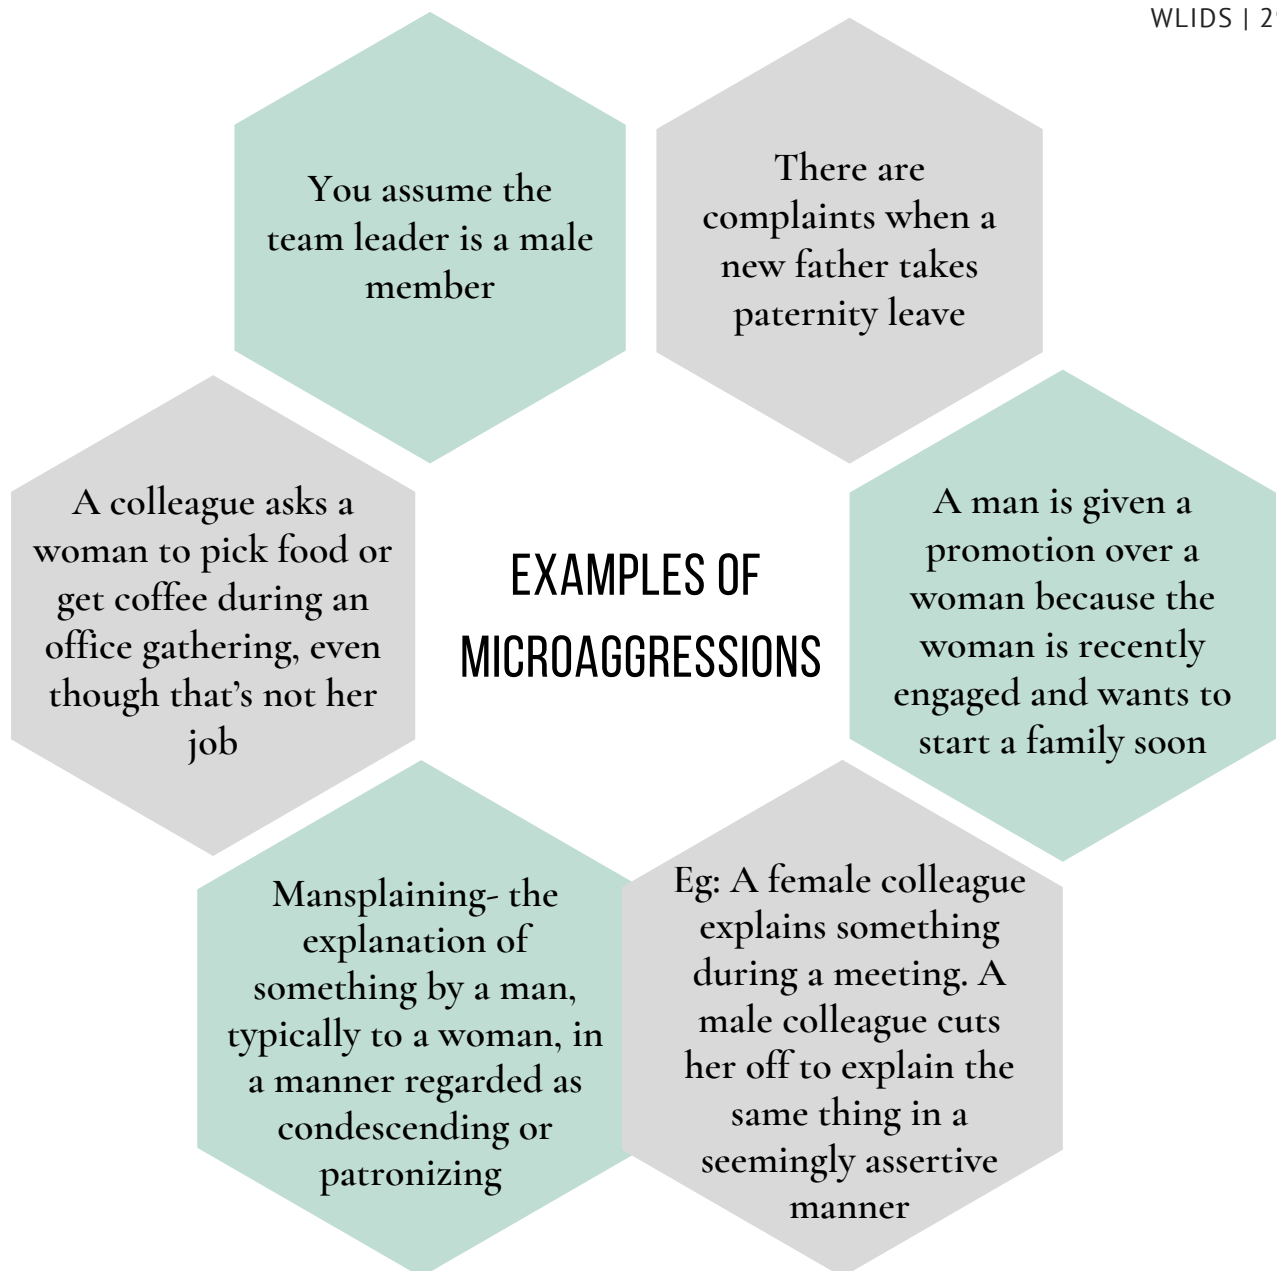 WLIDS | 2
You assume the
team leader is a male
member
There are
complaints when a
new father takes
paternity leave
A colleague asks a
woman to pick food or
get coffee during an
office gathering, even
though that's not her
job
EXAMPLES OF
MICROAGGRESSIONS
A man is given a
promotion over a
woman because the
woman is recently
engaged and wants to
start a family soon
Mansplaining- the
explanation of
something by a man,
typically to a woman, in
a manner regarded as
condescending or
patronizing
Eg: A female colleague
explains something
during a meeting. A
male colleague cuts
her off to explain the
same thing in a
seemingly assertive
manner